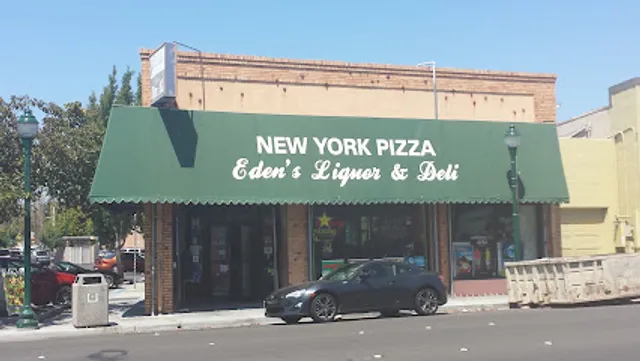 NEW YORK PIZZA
Eden's Liquor & Deli